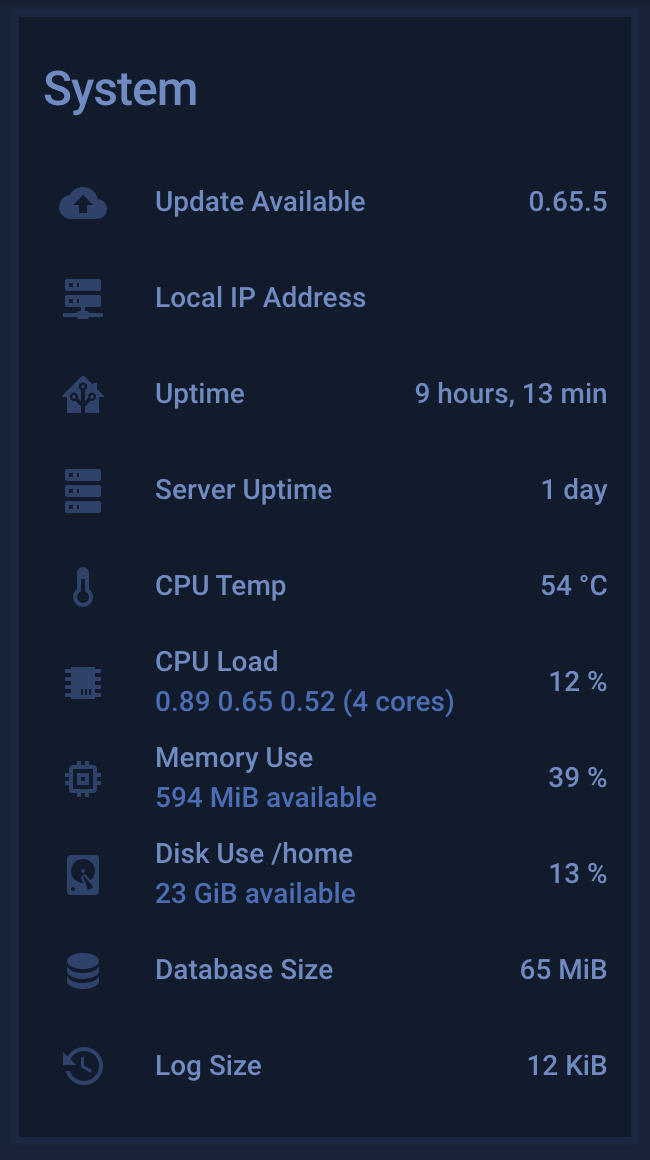 System
Update Available 0.65.5
Local IP Address
Uptime 9 hours, 13 min
Server Uptime 1 day
CPU Temp 54 °C
CPU Load 12 %
0.89 0.65 0.52 (4 cores)
Memory Use 39 %
594 MiB available
Disk Use /home 13 %
23 GiB available
Database Size 65 MiB
Log Size 12 KiB